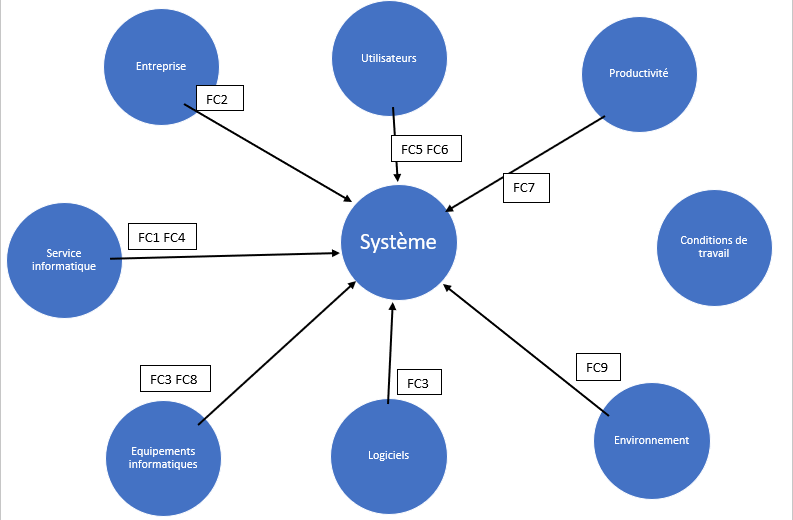 Entreprise
Utilisateurs
Productivité
FC2
FC5 FC6
FC7
Service
informatique
FC1 FC4
Système
Conditions de
travail
FC3 FC8
FC3
FC9
Equipements
informatiques
Logiciels
Environnement